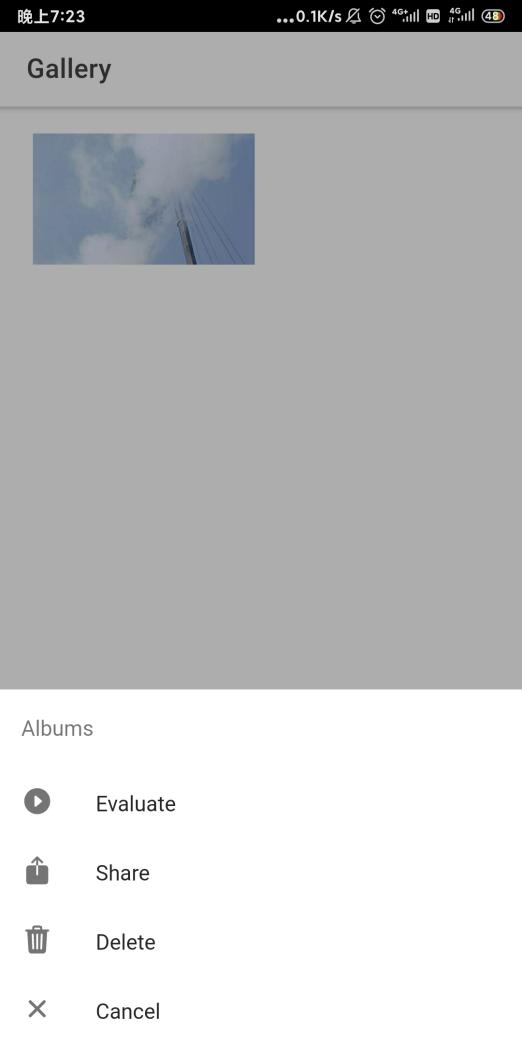 晚上7:23 ...0.1K/s 4G+ HD 4G 48
Gallery
Albums
Evaluate
Share
Delete
Cancel